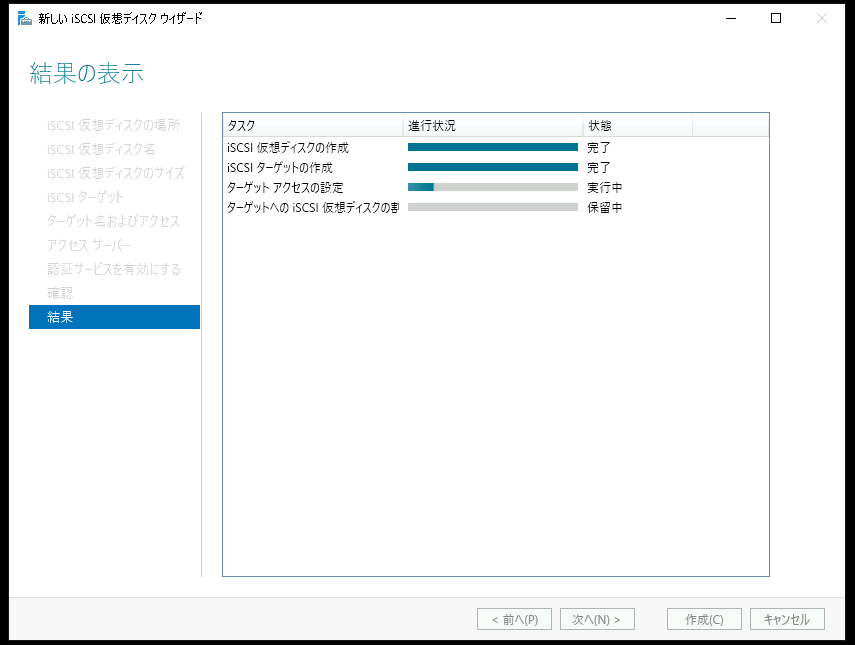 新しい iSCSI 仮想ディスク ウィザード
結果の表示
iSCSI 仮想ディスクの場所
iSCSI 仮想ディスク名
iSCSI 仮想ディスクのサイズ
iSCSI ターゲット
ターゲット名およびアクセス
アクセス サーバー
認証サービスを有効にする
確認
結果
タスク 進行状況 状態
iSCSI 仮想ディスクの作成 完了
iSCSI ターゲットの作成 完了
ターゲット アクセスの設定 実行中
ターゲットへの iSCSI 仮想ディスクの割 保留中
< 前へ(P) 次へ(N) > 作成(C) キャンセル